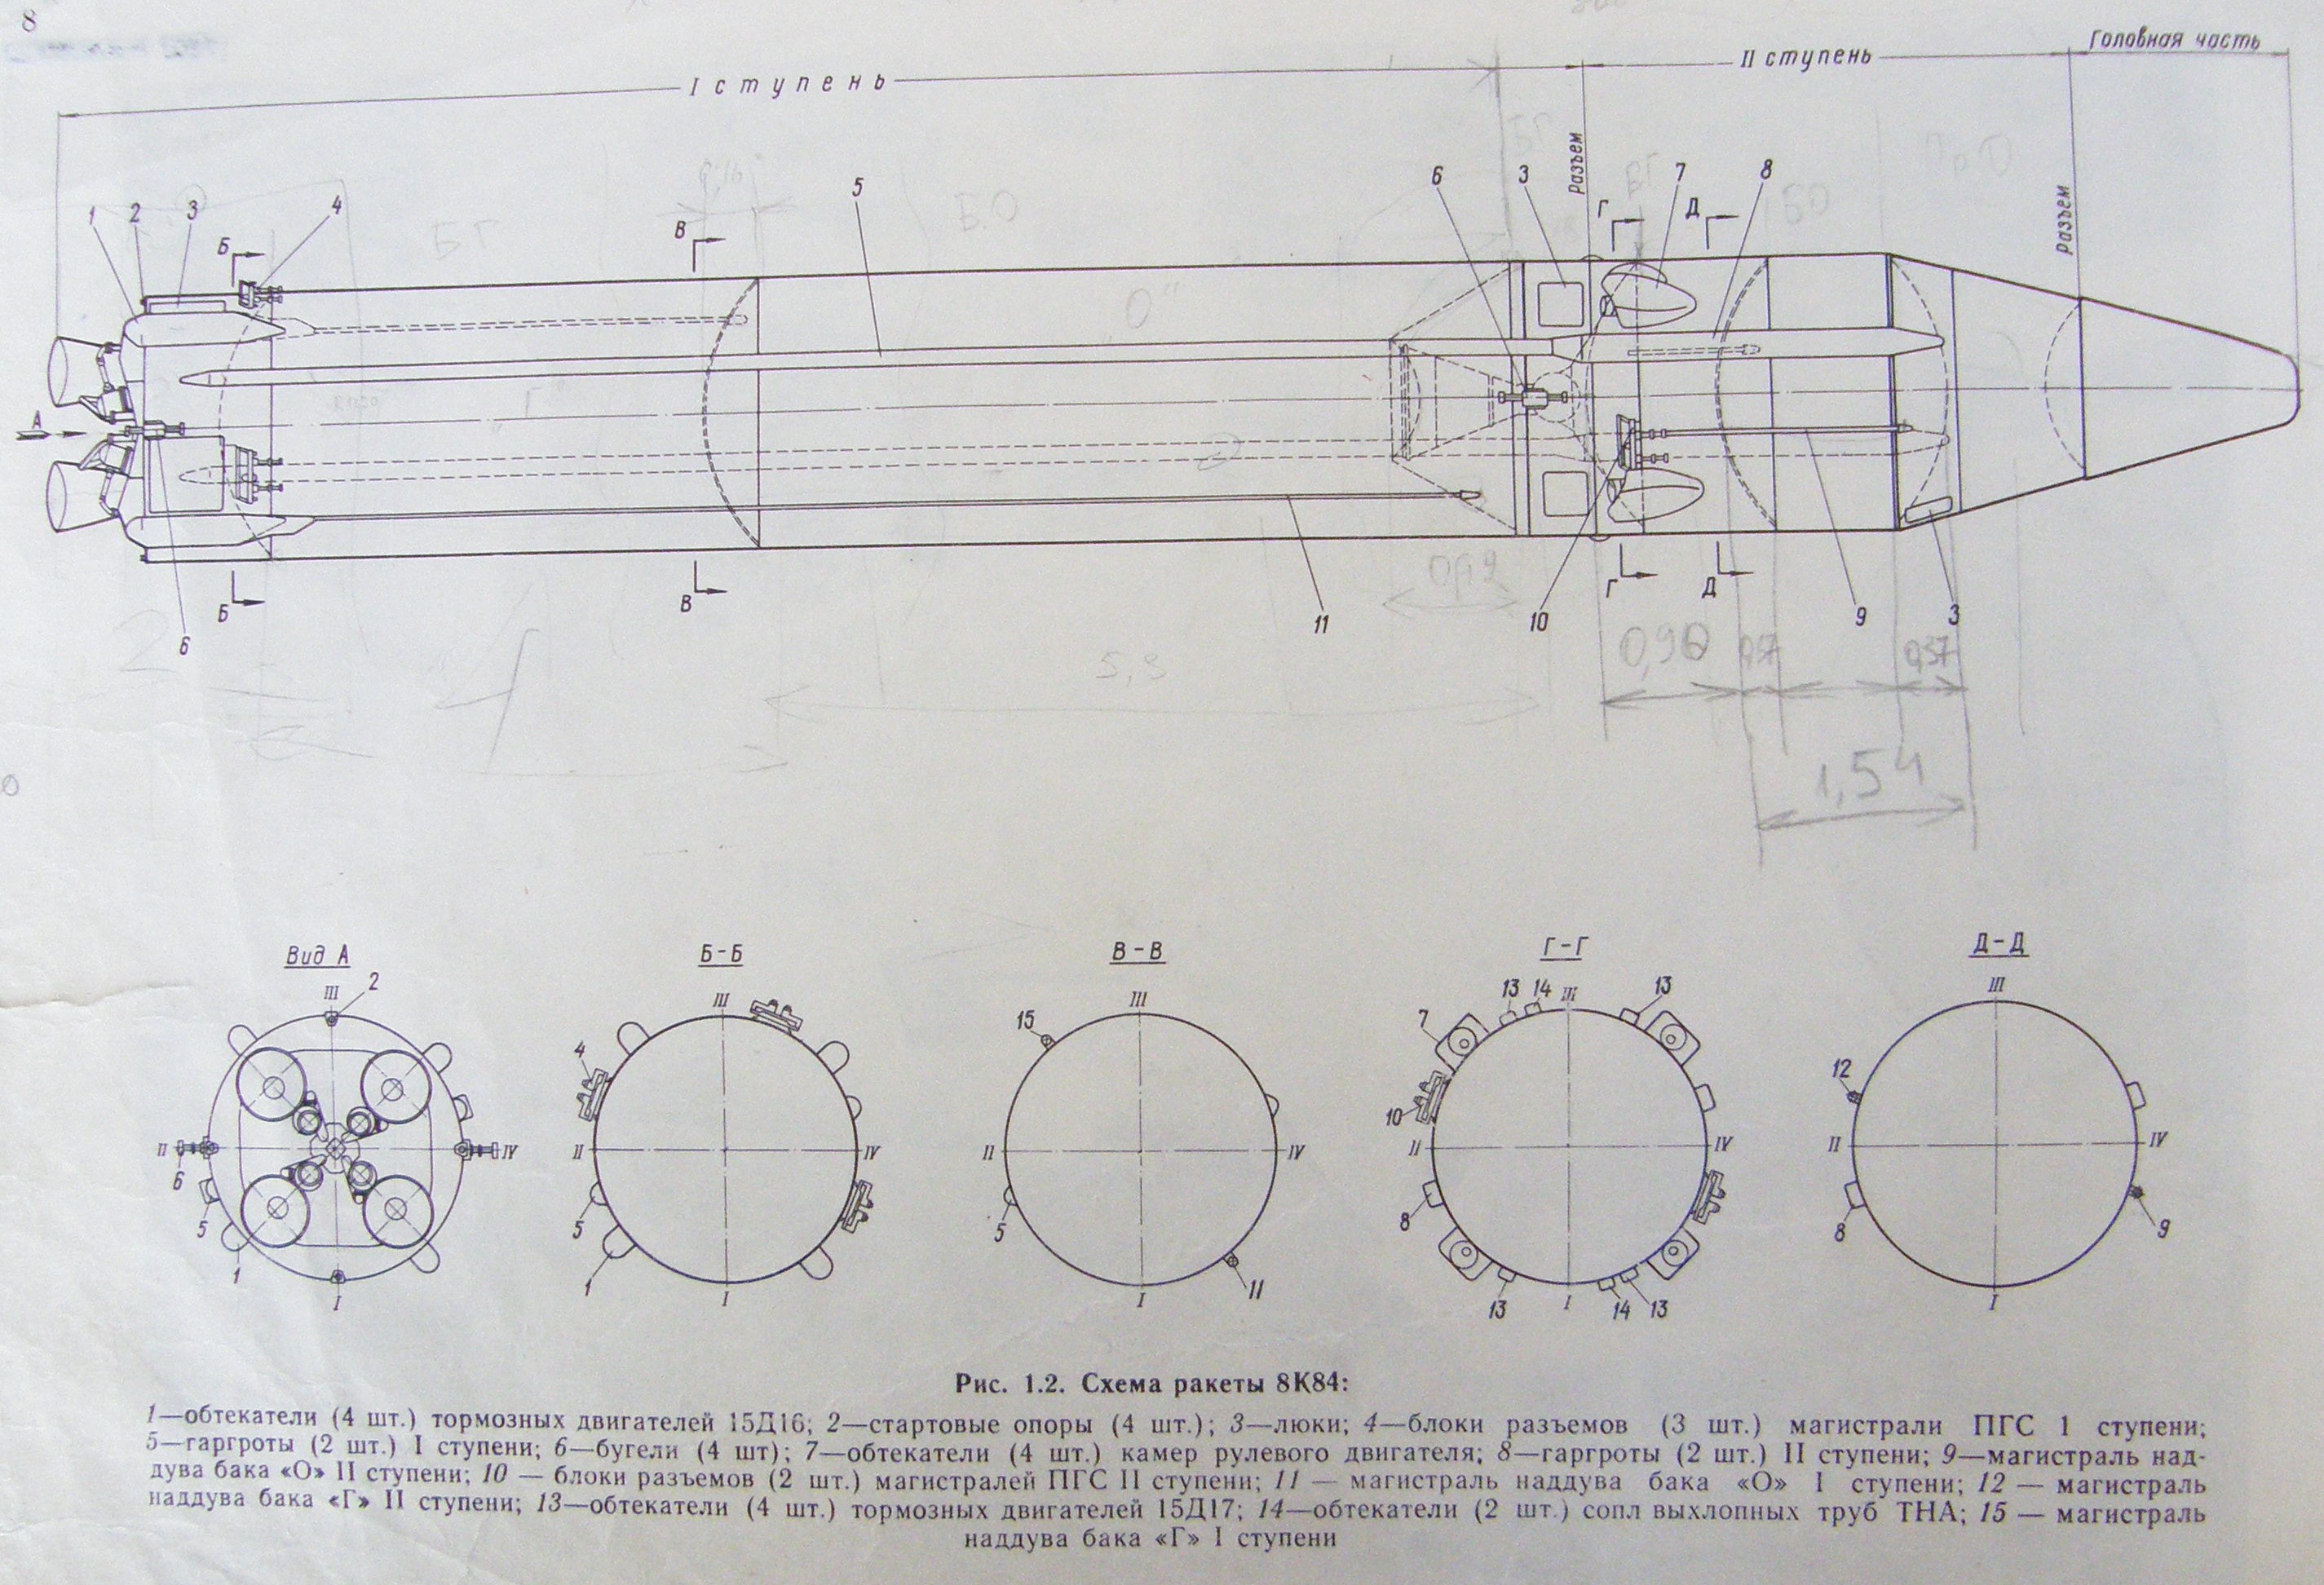 8
I ступень
II ступень
Головная часть
Разъем
Разъем
1 2 3 4 5 6 3 7 8
Б В Г Д
А
Б В Г Д
6 11 10 9 3
5,9
0,90
0,57
0,57
1,54
Вид А Б-Б В-В Г-Г Д-Д
III 2 II IV 6 5 1 I
III 4 II IV 5 1 I
III 15 II IV 5 11 I
13 14 III 13 7 10 II IV 8 13 I 14 13
III 12 II IV 8 9 I
Рис. 1.2. Схема ракеты 8К84:
1—обтекатели (4 шт.) тормозных двигателей 15Д16; 2—стартовые опоры (4 шт.); 3—люки; 4—блоки разъемов (3 шт.) магистрали ПГС 1 ступени;
5—гаргроты (2 шт.) I ступени; 6—бугели (4 шт); 7—обтекатели (4 шт.) камер рулевого двигателя; 8—гаргроты (2 шт.) II ступени; 9—магистраль над-
дува бака «О» II ступени; 10 — блоки разъемов (2 шт.) магистралей ПГС II ступени; 11 — магистраль наддува бака «О» I ступени; 12 — магистраль
наддува бака «Г» II ступени; 13—обтекатели (4 шт.) тормозных двигателей 15Д17; 14—обтекатели (2 шт.) сопл выхлопных труб ТНА; 15 — магистраль
наддува бака «Г» I ступени